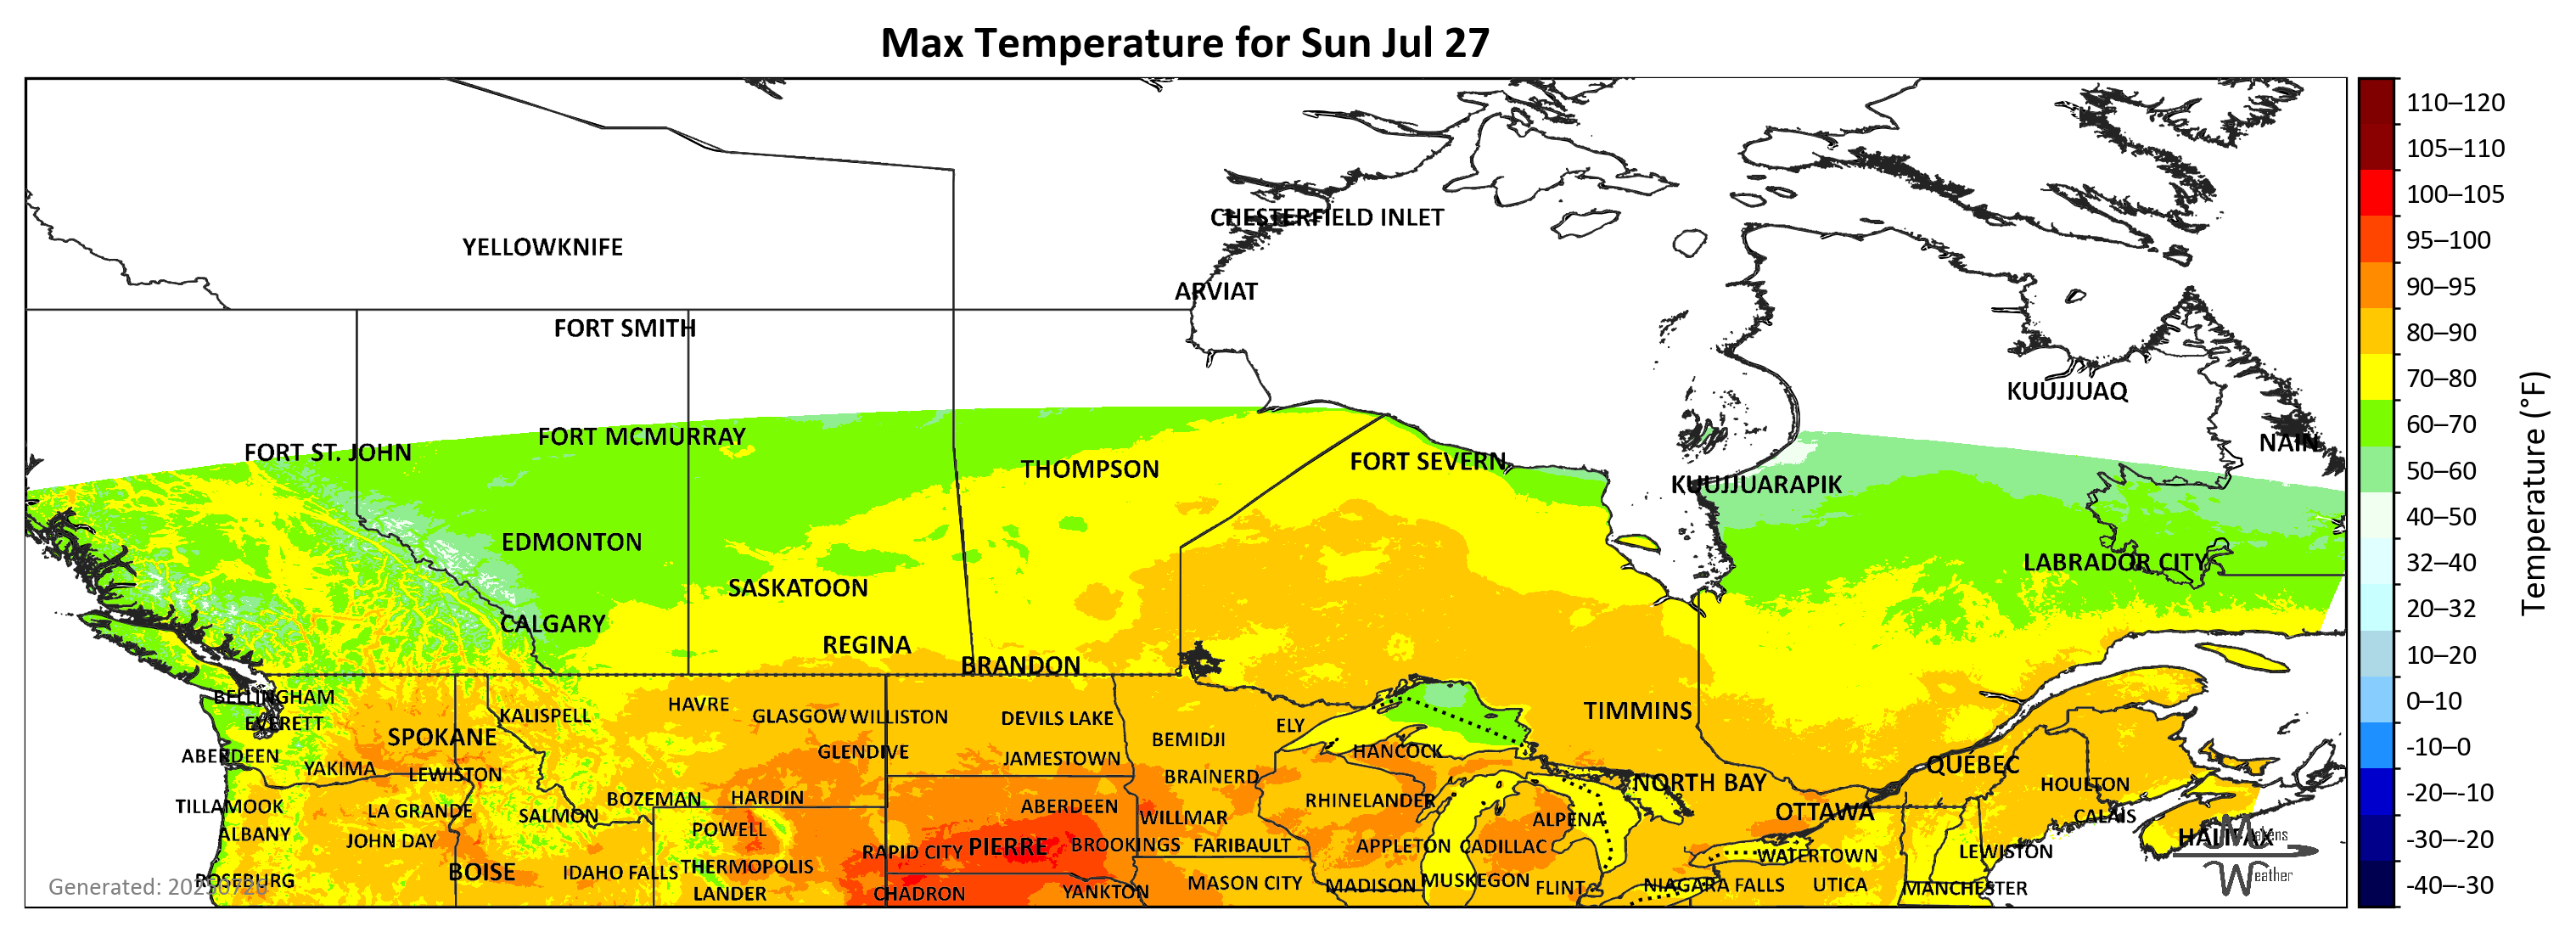 Max Temperature for Sun Jul 27
110–120
105–110
CHESTERFIELD INLET
100–105
YELLOWKNIFE
95–100
ARVIAT
90–95
FORT SMITH
80–90
KUUJJUAQ
70–80
FORT MCMURRAY
60–70
FORT ST. JOHN
NAIN
THOMPSON
FORT SEVERN
50–60
KUUJJUARAPIK
40–50
EDMONTON
LABRADOR CITY
32–40
SASKATOON
20–32
CALGARY
REGINA
BRANDON
10–20
Temperature (°F)
BELLINGHAM
HAVRE
0–10
KALISPELL
GLASGOW
WILLISTON
DEVILS LAKE
TIMMINS
EVERETT
ELY
SPOKANE
BEMIDJI
-10–0
ABERDEEN
GLENDIVE
JAMESTOWN
HANCOCK
QUÉBEC
YAKIMA
LEWISTON
BRAINERD
NORTH BAY
HOULTON
-20–-10
TILLAMOOK
LA GRANDE
SALMON
BOZEMAN
HARDIN
ABERDEEN
WILLMAR
RHINELANDER
ALPENA
OTTAWA
CALAIS
ALBANY
JOHN DAY
POWELL
HALIFAX
Makens
-30–-20
RAPID CITY
PIERRE
BROOKINGS
FARIBAULT
APPLETON
CADILLAC
WATERTOWN
LEWISTON
BOISE
IDAHO FALLS
THERMOPOLIS
Weather
Generated: 20250726
ROSEBURG
LANDER
CHADRON
YANKTON
MASON CITY
MADISON
MUSKEGON
FLINT
NIAGARA FALLS
UTICA
MANCHESTER
-40–-30